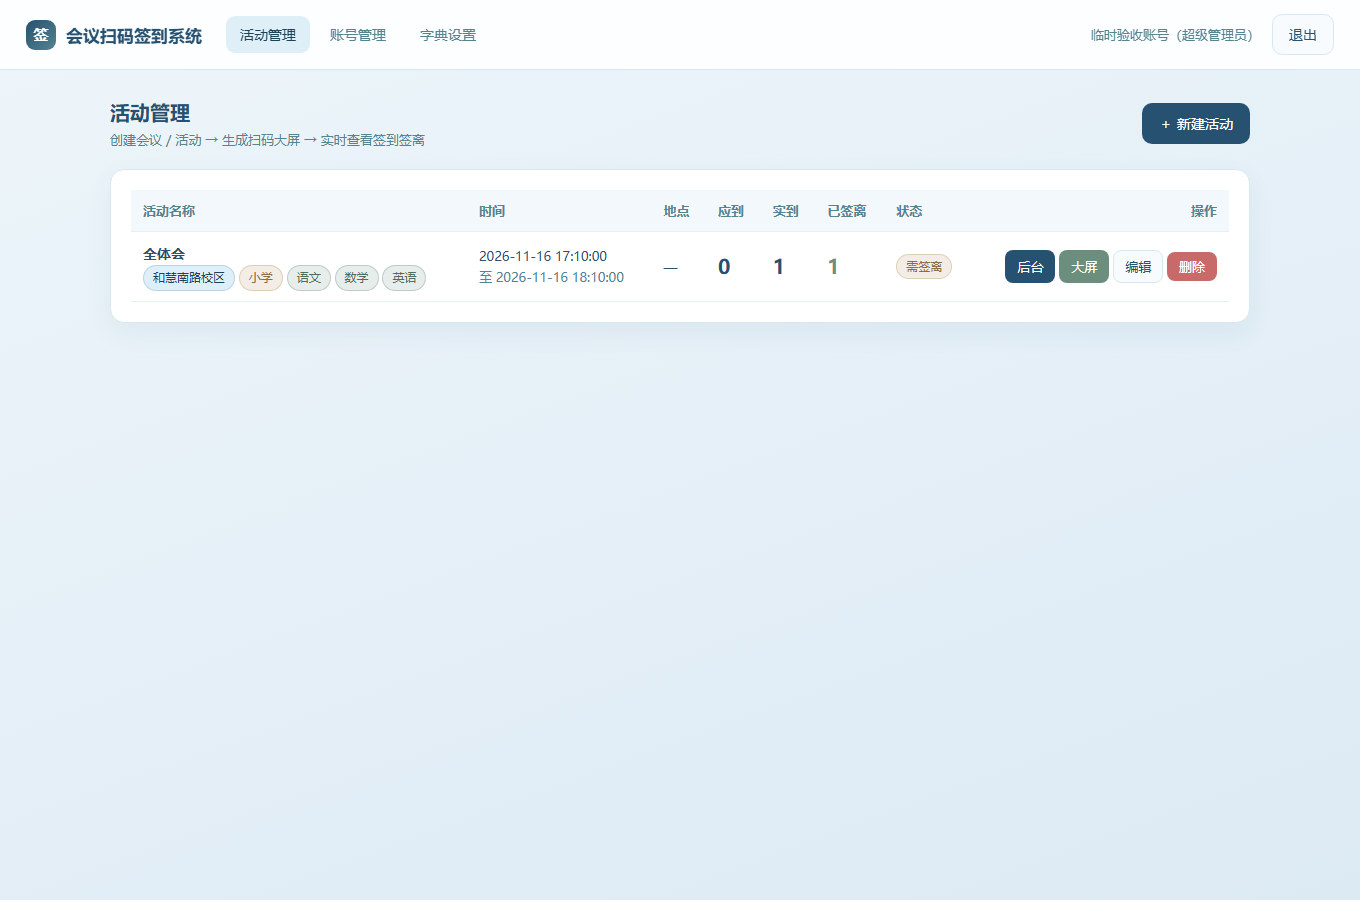 签 会议扫码签到系统 活动管理 账号管理 字典设置 临时验收账号（超级管理员） 退出
活动管理
创建会议 / 活动 → 生成扫码大屏 → 实时查看签到签离
+ 新建活动
活动名称 时间 地点 应到 实到 已签离 状态 操作
全体会
和慧南路校区 小学 语文 数学 英语
2026-11-16 17:10:00
至 2026-11-16 18:10:00
— 0 1 1 需签离 后台 大屏 编辑 删除